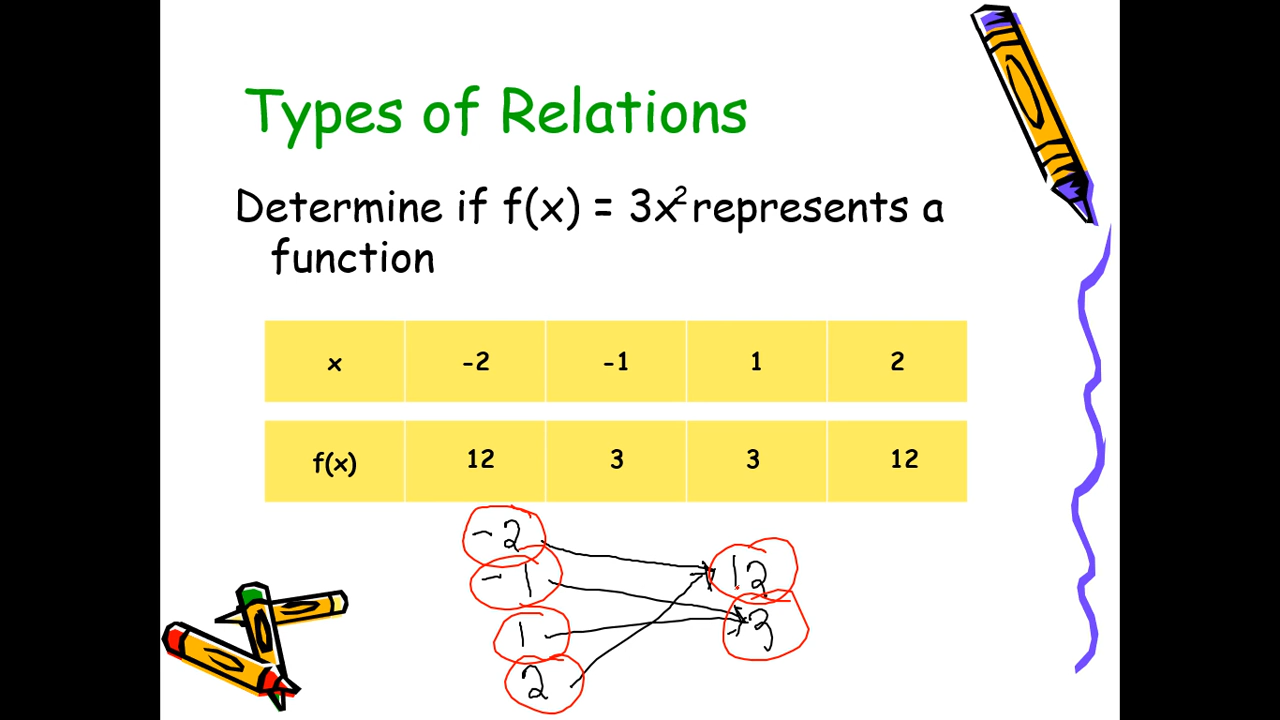 Types of Relations
Determine if f(x) = 3x² represents a
function
x -2 -1 1 2
f(x) 12 3 3 12
-2
-1
1
2
12
3